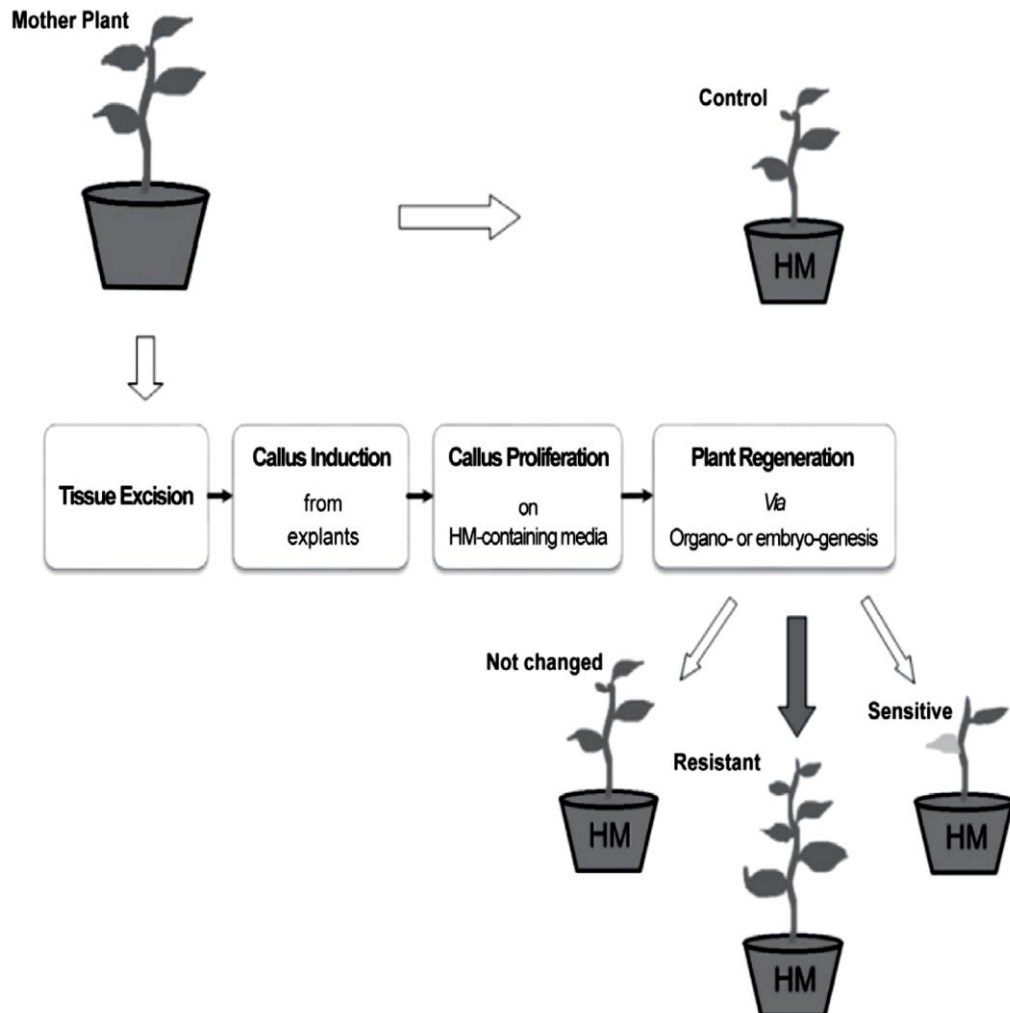 Mother Plant
Control
HM
Tissue Excision
Callus Induction
from
explants
Callus Proliferation
on
HM-containing media
Plant Regeneration
Via
Organo- or embryo-genesis
Not changed
HM
Resistant
HM
Sensitive
HM